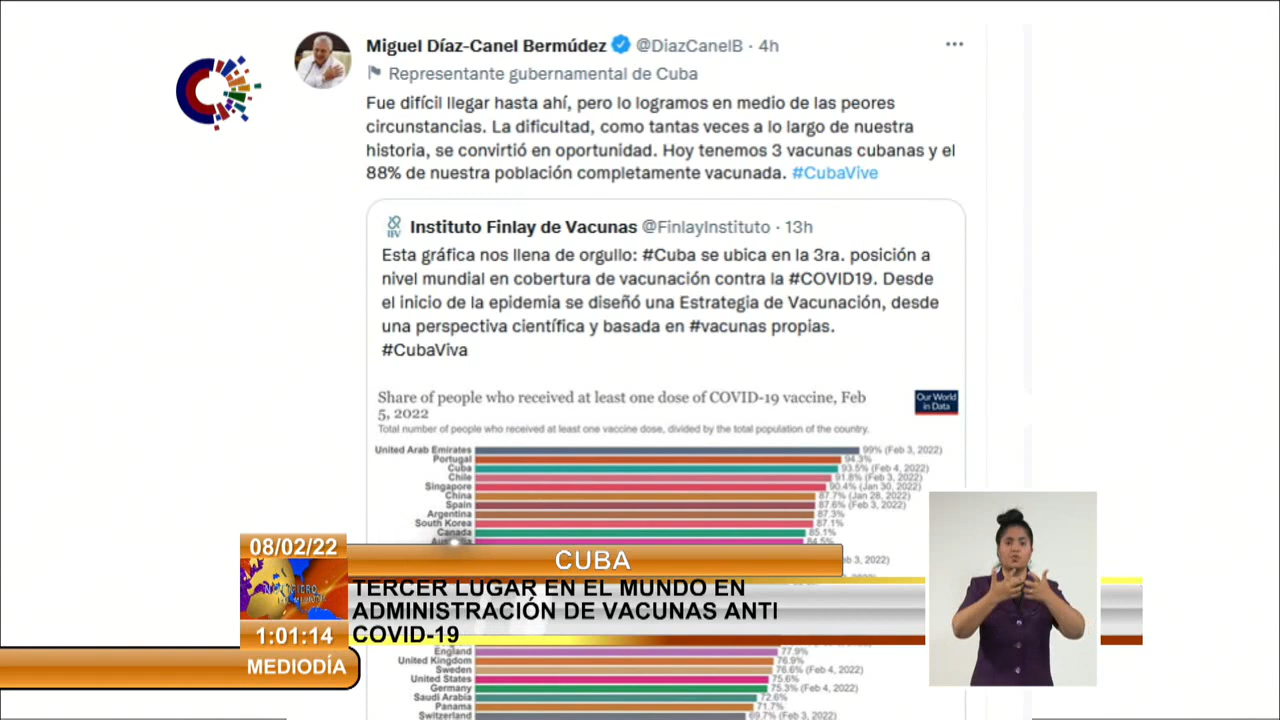 Miguel Díaz-Canel Bermúdez @DiazCanelB · 4h
Representante gubernamental de Cuba
Fue difícil llegar hasta ahí, pero lo logramos en medio de las peores
circunstancias. La dificultad, como tantas veces a lo largo de nuestra
historia, se convirtió en oportunidad. Hoy tenemos 3 vacunas cubanas y el
88% de nuestra población completamente vacunada. #CubaVive
Instituto Finlay de Vacunas @FinlayInstituto · 13h
Esta gráfica nos llena de orgullo: #Cuba se ubica en la 3ra. posición a
nivel mundial en cobertura de vacunación contra la #COVID19. Desde
el inicio de la epidemia se diseñó una Estrategia de Vacunación, desde
una perspectiva científica y basada en #vacunas propias.
#CubaViva
Share of people who received at least one dose of COVID-19 vaccine, Feb
5, 2022
Our World
in Data
Total number of people who received at least one vaccine dose, divided by the total population of the country.
United Arab Emirates 99% (Feb 3, 2022)
Portugal 94.3%
Cuba 93.5% (Feb 4, 2022)
Chile 91.8% (Feb 3, 2022)
Singapore 90.4% (Jan 30, 2022)
China 87.7% (Jan 28, 2022)
Spain 87.6% (Feb 3, 2022)
Argentina 87.3%
South Korea 87.1%
Canada 85.1%
84.5%
08/02/22
CUBA
TERCER LUGAR EN EL MUNDO EN
ADMINISTRACIÓN DE VACUNAS ANTI
COVID-19
1:01:14
MEDIODÍA
England 77.9%
United Kingdom 76.9%
Sweden 76.6% (Feb 4, 2022)
United States 75.6%
Germany 75.3% (Feb 4, 2022)
Saudi Arabia 72.6%
Panama 71.7%
Switzerland 69.7% (Feb 3, 2022)